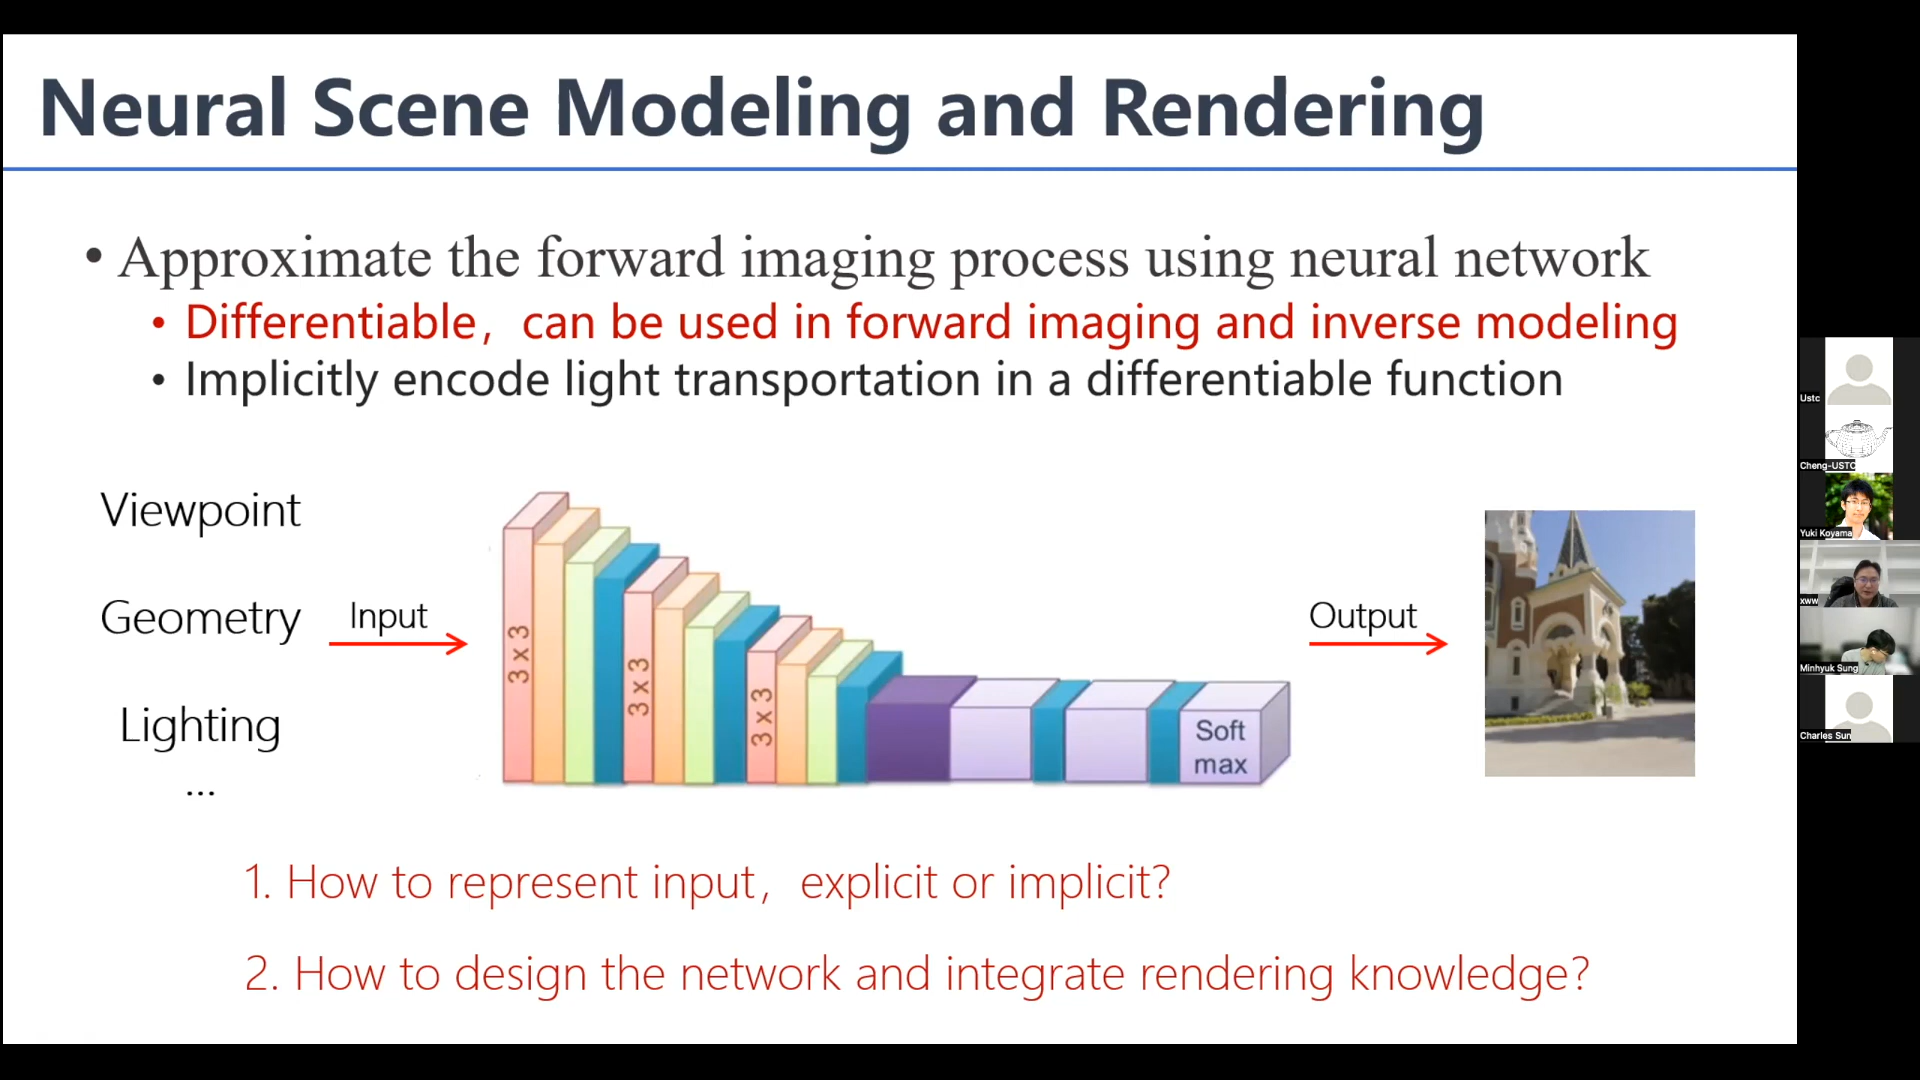 Neural Scene Modeling and Rendering
• Approximate the forward imaging process using neural network
• Differentiable，can be used in forward imaging and inverse modeling
• Implicitly encode light transportation in a differentiable function
Viewpoint
Geometry
Lighting
...
Input
3 x 3
3 x 3
3 x 3
Soft
max
Output
1. How to represent input，explicit or implicit?
2. How to design the network and integrate rendering knowledge?
Ustc
Cheng-USTC
Yuki Koyama
xww
Minhyuk Sung
Charles Sun